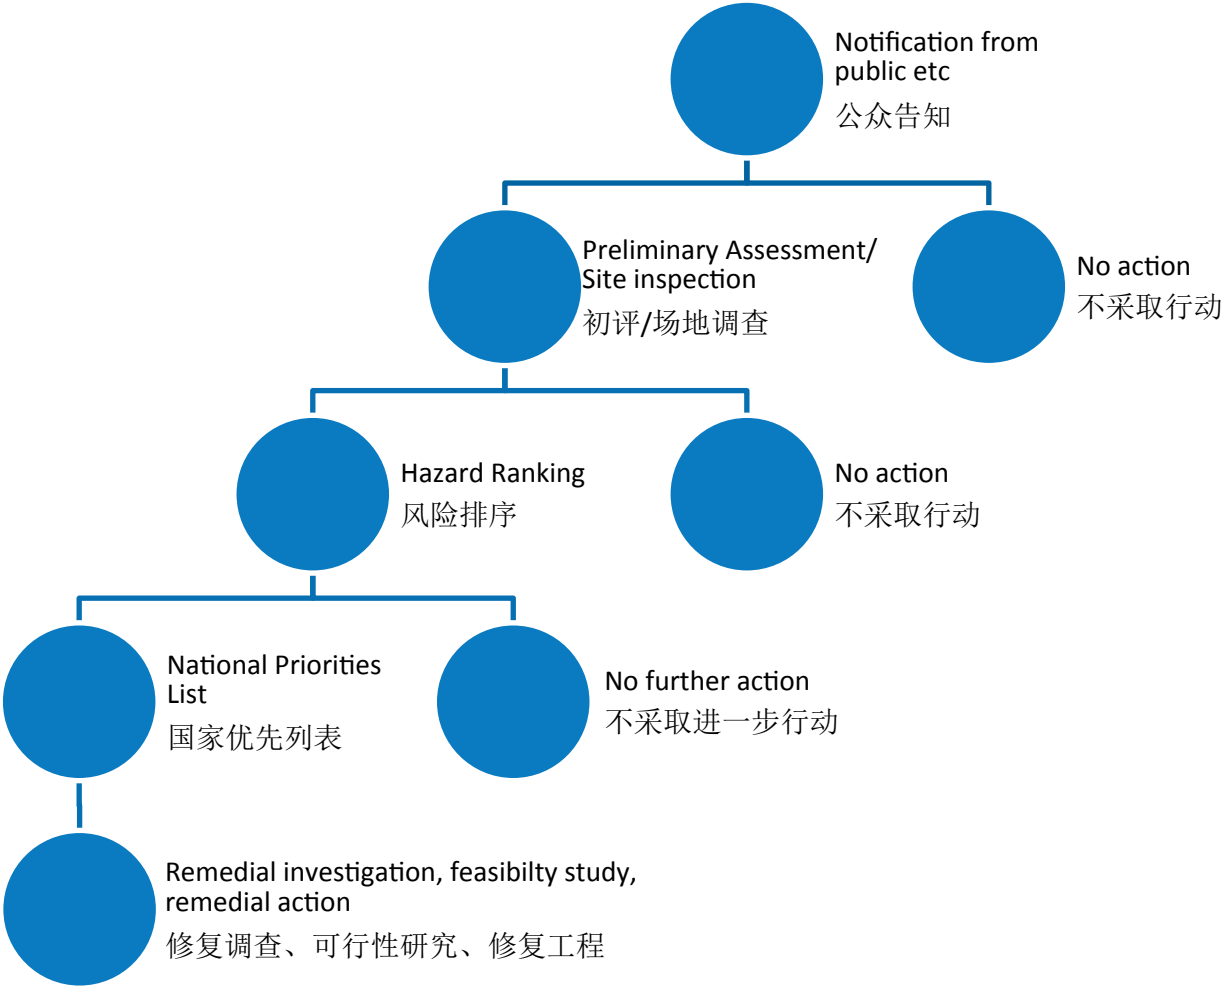 Notification from
public etc
公众告知
Preliminary Assessment/
Site inspection
初评/场地调查
No action
不采取行动
Hazard Ranking
风险排序
No action
不采取行动
National Priorities
List
国家优先列表
No further action
不采取进一步行动
Remedial investigation, feasibilty study,
remedial action
修复调查、可行性研究、修复工程